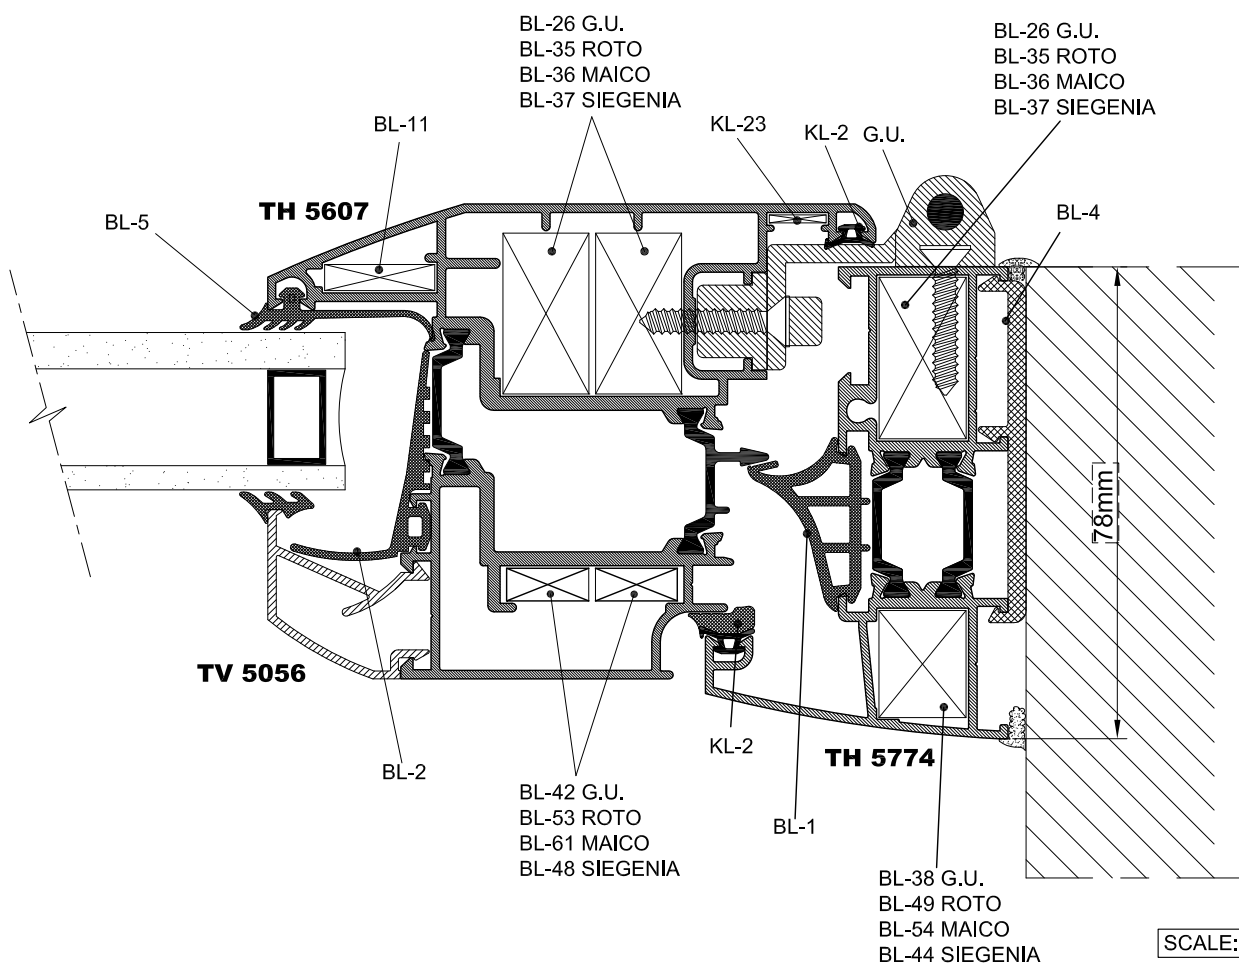 BL-26 G.U.
BL-35 ROTO
BL-36 MAICO
BL-37 SIEGENIA
BL-26 G.U.
BL-35 ROTO
BL-36 MAICO
BL-37 SIEGENIA
BL-11
KL-23
KL-2
G.U.
TH 5607
BL-5
BL-4
78mm
TV 5056
BL-2
KL-2
TH 5774
BL-42 G.U.
BL-53 ROTO
BL-61 MAICO
BL-48 SIEGENIA
BL-1
BL-38 G.U.
BL-49 ROTO
BL-54 MAICO
BL-44 SIEGENIA
SCALE: